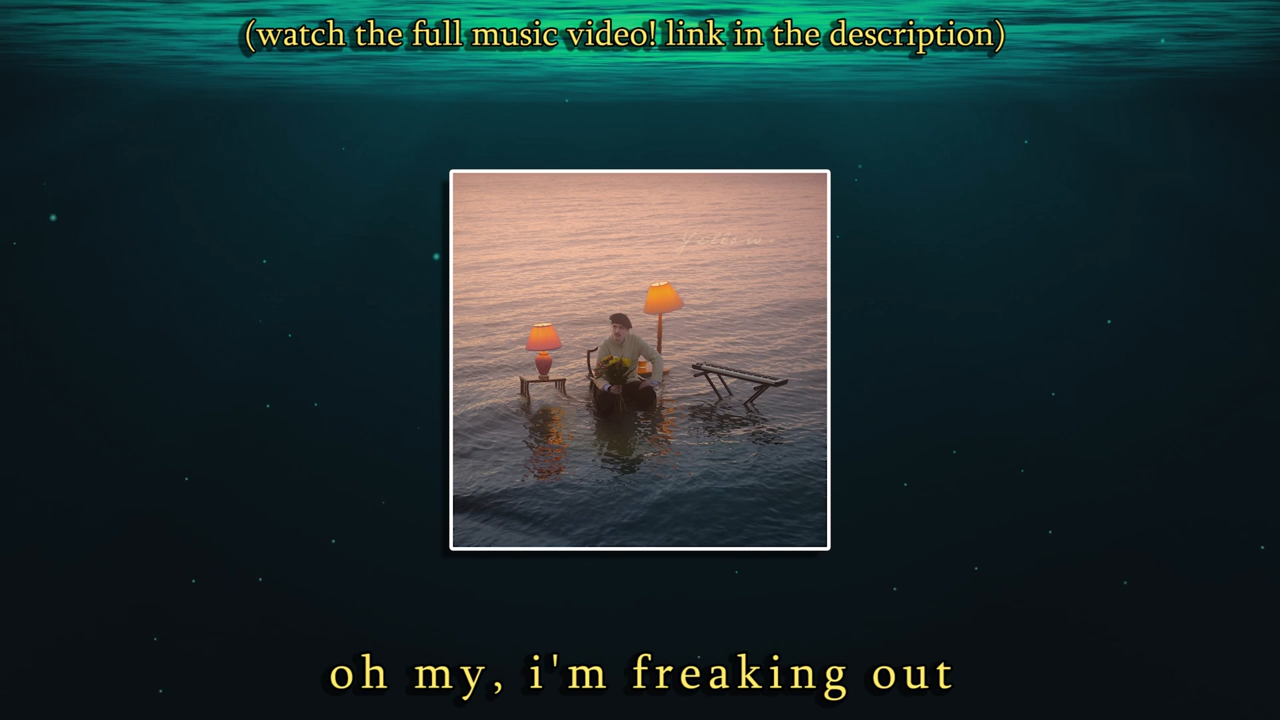 (watch the full music video! link in the description)
oh my, i'm freaking out